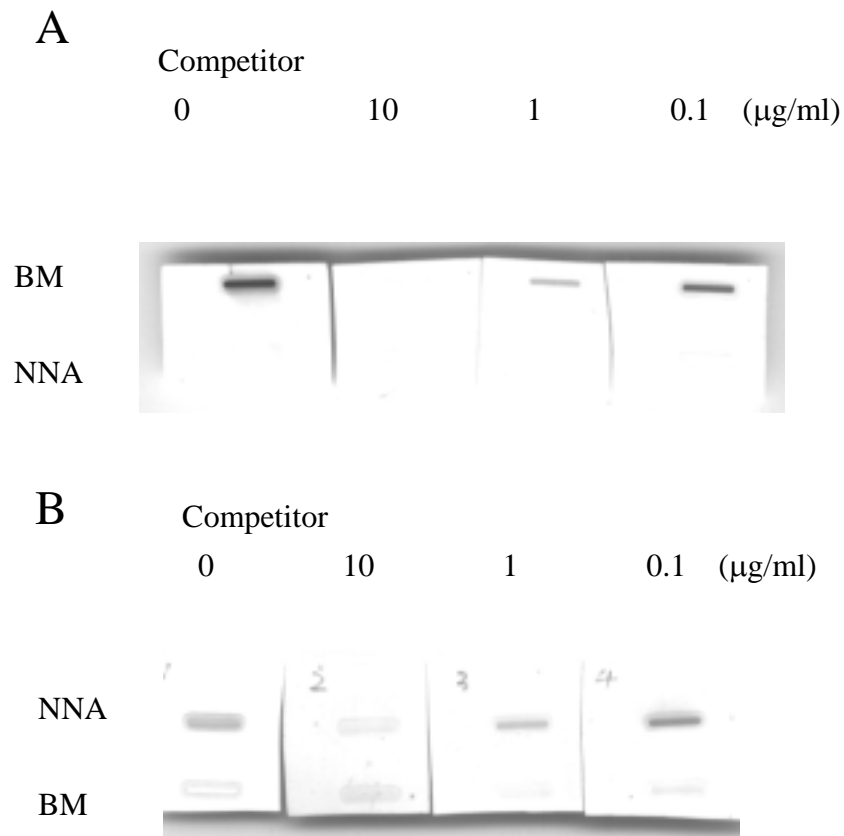 A
Competitor
0 10 1 0.1 (μg/ml)
BM
NNA
B
Competitor
0 10 1 0.1 (μg/ml)
2 3 4
NNA
BM